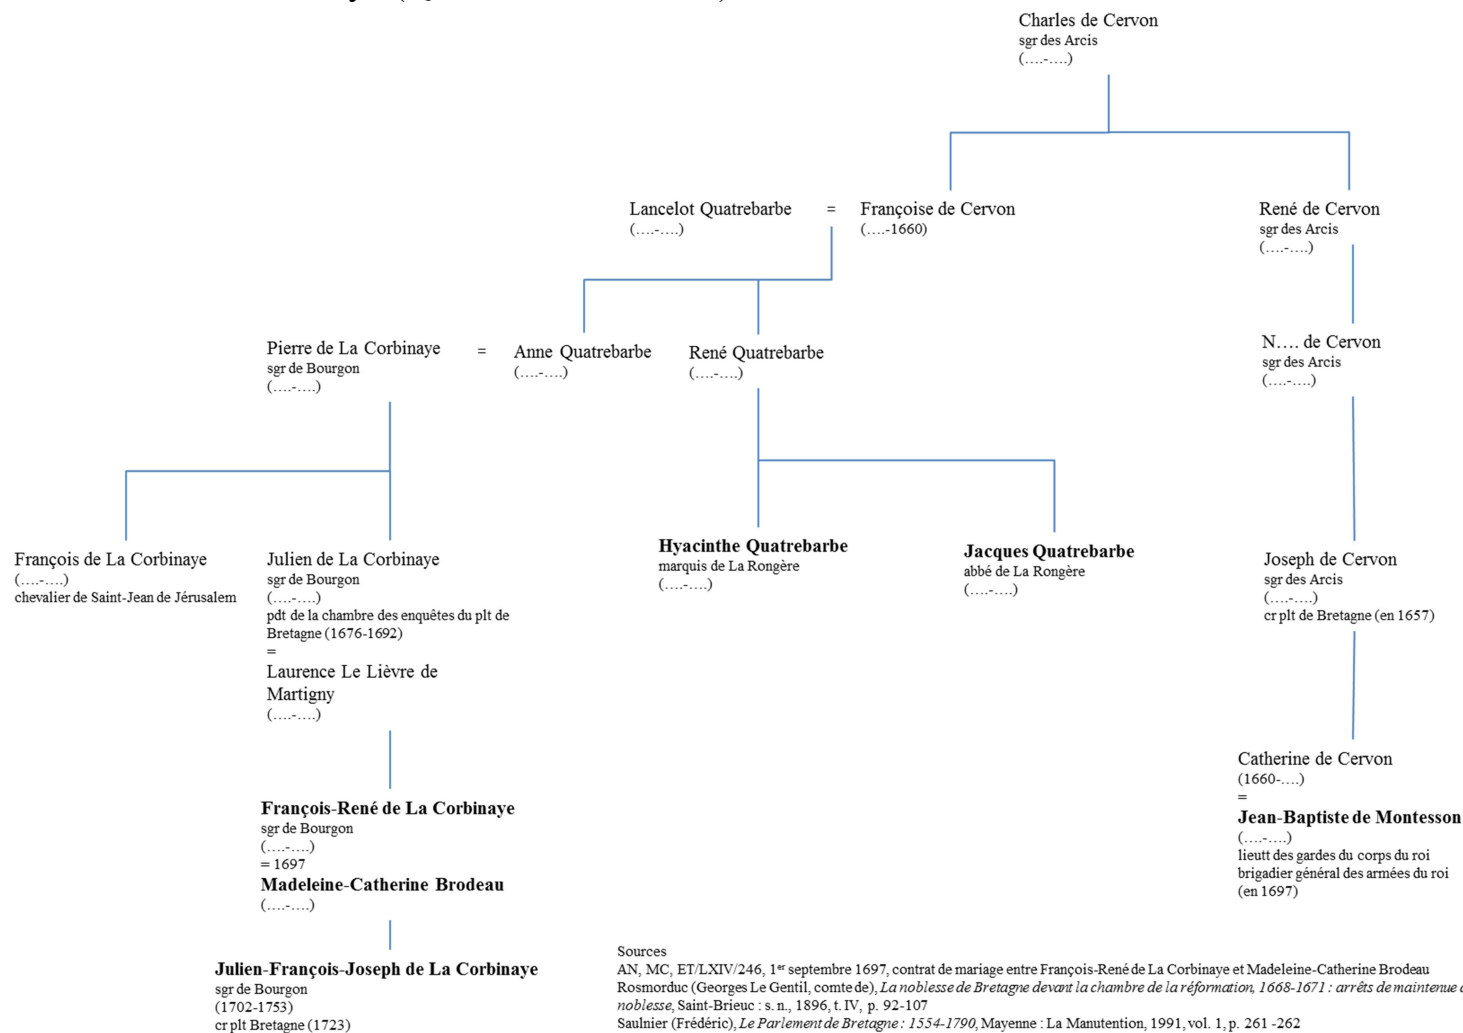 Charles de Cervon
sgr des Arcis
(….-….)
Lancelot Quatrebarbe
(….-….)
=
Françoise de Cervon
(….-1660)
René de Cervon
sgr des Arcis
(….-….)
Pierre de La Corbinaye
sgr de Bourgon
(….-….)
=
Anne Quatrebarbe
(….-….)
René Quatrebarbe
(….-….)
N…. de Cervon
sgr des Arcis
(….-….)
François de La Corbinaye
(….-….)
chevalier de Saint-Jean de Jérusalem
Julien de La Corbinaye
sgr de Bourgon
(….-….)
pdt de la chambre des enquêtes du plt de
Bretagne (1676-1692)
=
Laurence Le Lièvre de
Martigny
(….-….)
Hyacinthe Quatrebarbe
marquis de La Rongère
(….-….)
Jacques Quatrebarbe
abbé de La Rongère
(….-….)
Joseph de Cervon
sgr des Arcis
(….-….)
cr plt de Bretagne (en 1657)
François-René de La Corbinaye
sgr de Bourgon
(….-….)
= 1697
Madeleine-Catherine Brodeau
(….-….)
Catherine de Cervon
(1660-….)
=
Jean-Baptiste de Montesson
(….-….)
lieutt des gardes du corps du roi
brigadier général des armées du roi
(en 1697)
Julien-François-Joseph de La Corbinaye
sgr de Bourgon
(1702-1753)
cr plt Bretagne (1723)
Sources
AN, MC, ET/LXIV/246, 1er septembre 1697, contrat de mariage entre François-René de La Corbinaye et Madeleine-Catherine Brodeau
Rosmorduc (Georges Le Gentil, comte de), La noblesse de Bretagne devant la chambre de la réformation, 1668-1671 : arrêts de maintenue
noblesse, Saint-Brieuc : s. n., 1896, t. IV, p. 92-107
Saulnier (Frédéric), Le Parlement de Bretagne : 1554-1790, Mayenne : La Manutention, 1991, vol. 1, p. 261 -262